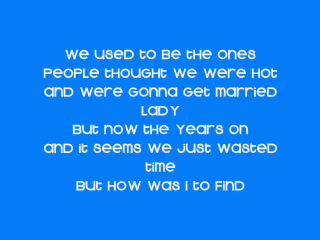 We used to be the ones
People thought we were hot
and were gonna get married
Lady
But now the years on
and it seems we just wasted
time
But how was I to find